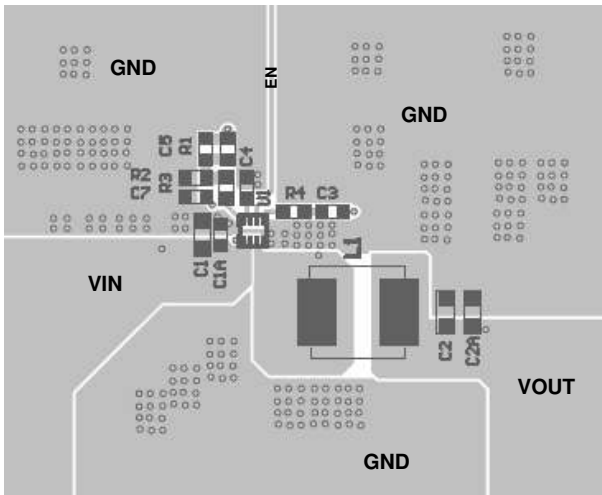 GND
EN
GND
C5
R1
C4
R2
C7
R3
U1
R4
C3
L1
C1
C1A
VIN
C2
C2A
VOUT
GND